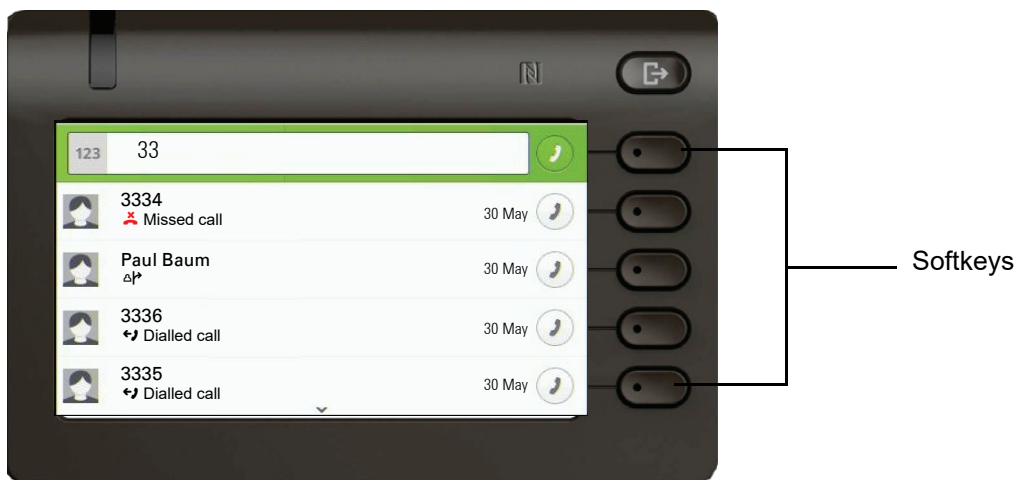 123 33
3334
Missed call
30 May
Paul Baum
30 May
3336
Dialled call
30 May
3335
Dialled call
30 May
Softkeys